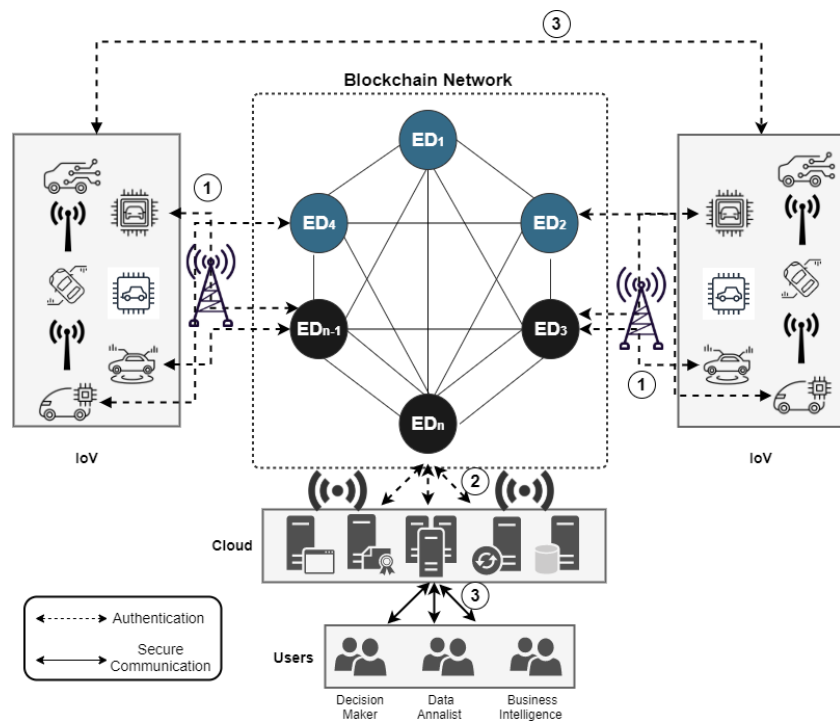 3
Blockchain Network
ED1
1
ED4
ED2
EDn-1
ED3
1
EDn
IoV
IoV
2
Cloud
3
Authentication
Secure
Communication
Users
Decision
Maker
Data
Annalist
Business
Intelligence